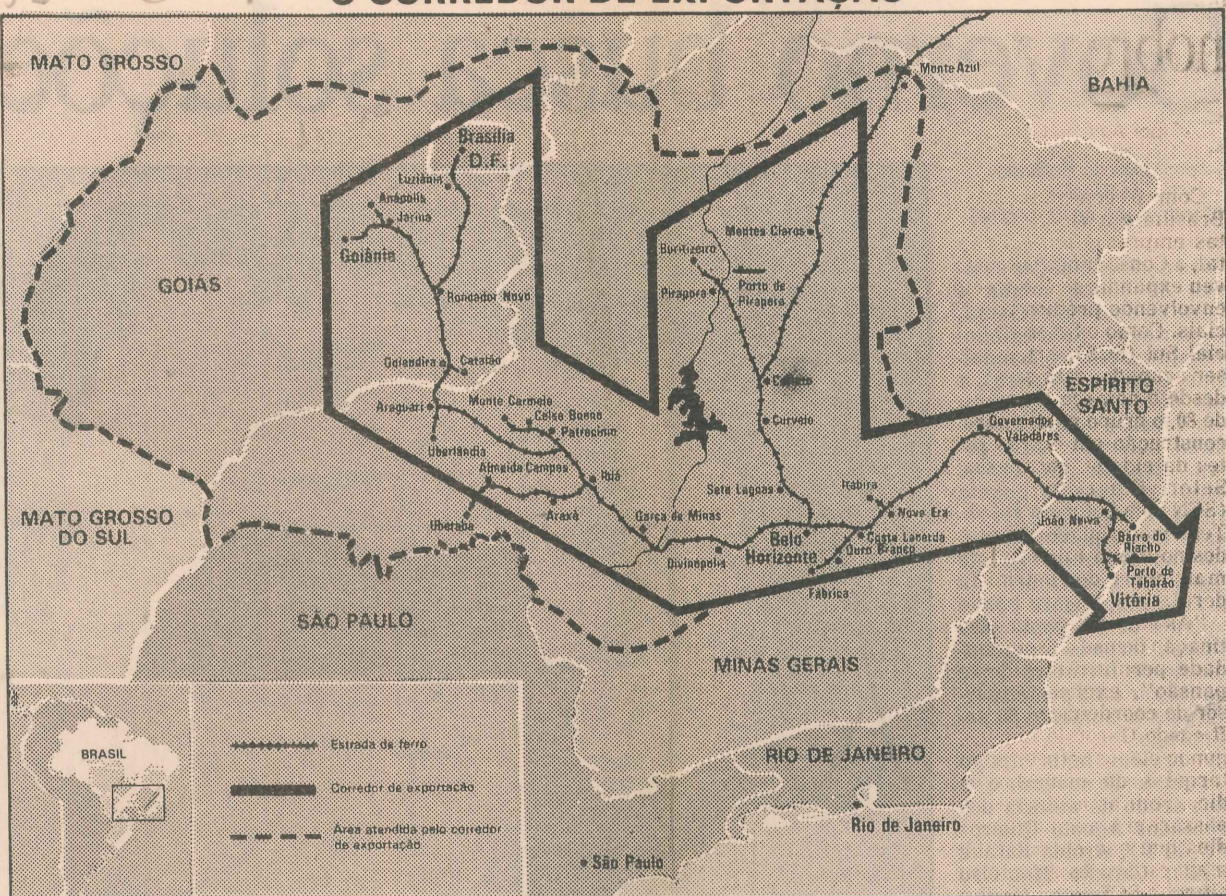 O CORREDOR DE EXPORTAÇÃO
MATO GROSSO
BAHIA
Monte Azul
Brasília
D.F.
Luziânia
Anápolis
Goiânia
GOIÁS
Montes Claros
Buritizeiro
Pirapora
Porto de
Pirapora
Roncador Novo
Goiandira
Catalão
Araguari
Monte Carmelo
Celso Bueno
Patrocínio
Uberlândia
Curvelo
ESPÍRITO
SANTO
Governador
Valadares
Almeida Campos
Ibiá
Sete Lagoas
Itabira
Nova Era
MATO GROSSO
DO SUL
Uberaba
Araxá
Garça de Minas
Divinópolis
Belo
Horizonte
Costa Lacerda
Ouro Branco
Fábrica
João Neiva
Barra do
Riacho
Porto de
Tubarão
Vitória
SÃO PAULO
MINAS GERAIS
BRASIL
Estrada de ferro
Corredor de exportação
Área atendida pelo corredor
de exportação
RIO DE JANEIRO
Rio de Janeiro
São Paulo